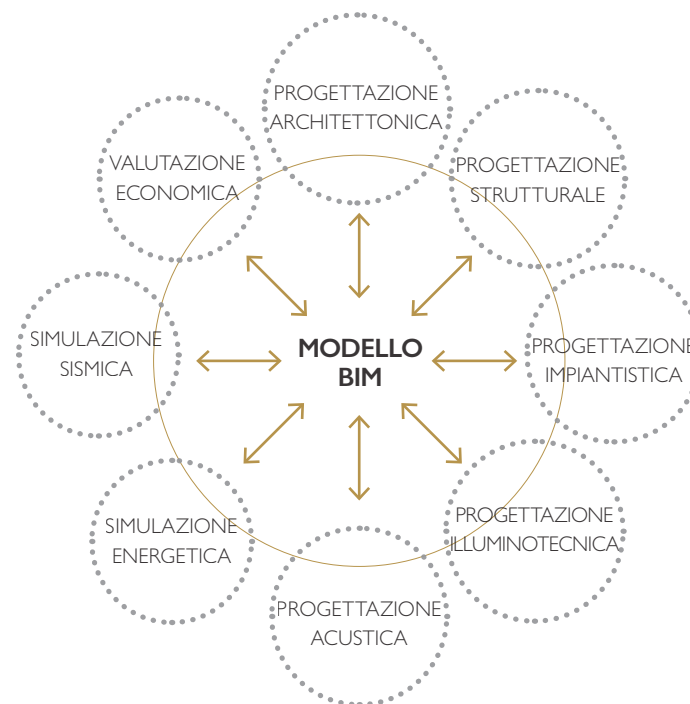 PROGETTAZIONE
ARCHITETTONICA
VALUTAZIONE
ECONOMICA
PROGETTAZIONE
STRUTTURALE
SIMULAZIONE
SISMICA
MODELLO
BIM
PROGETTAZIONE
IMPIANTISTICA
SIMULAZIONE
ENERGETICA
PROGETTAZIONE
ILLUMINOTECNICA
PROGETTAZIONE
ACUSTICA